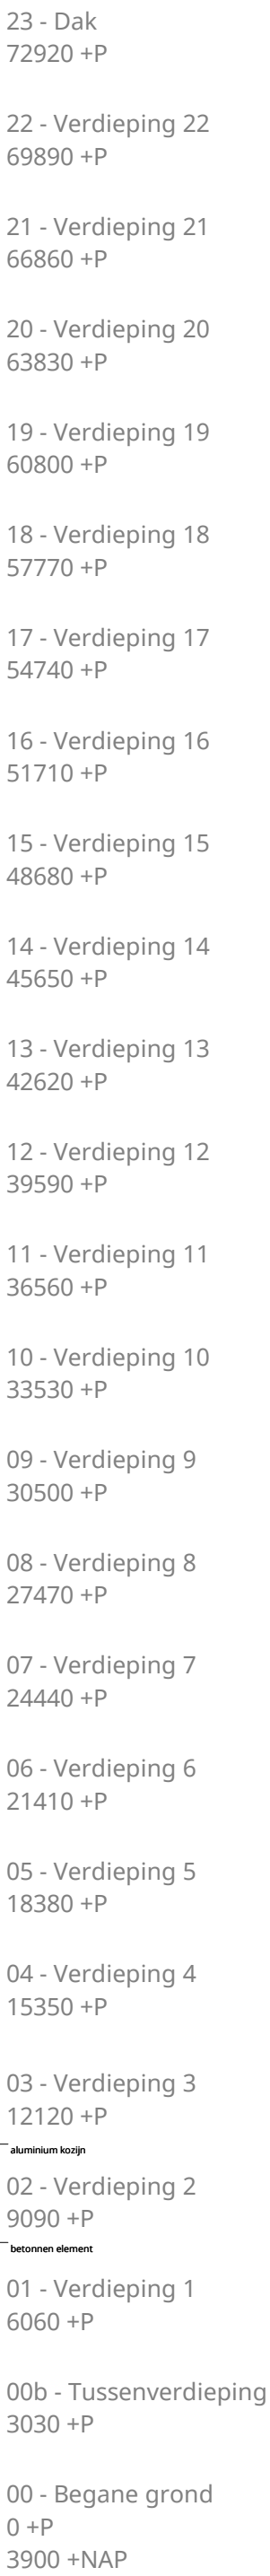 23 - Dak
72920 +P
22 - Verdieping 22
69890 +P
21 - Verdieping 21
66860 +P
20 - Verdieping 20
63830 +P
19 - Verdieping 19
60800 +P
18 - Verdieping 18
57770 +P
17 - Verdieping 17
54740 +P
16 - Verdieping 16
51710 +P
15 - Verdieping 15
48680 +P
14 - Verdieping 14
45650 +P
13 - Verdieping 13
42620 +P
12 - Verdieping 12
39590 +P
11 - Verdieping 11
36560 +P
10 - Verdieping 10
33530 +P
09 - Verdieping 9
30500 +P
08 - Verdieping 8
27470 +P
07 - Verdieping 7
24440 +P
06 - Verdieping 6
21410 +P
05 - Verdieping 5
18380 +P
04 - Verdieping 4
15350 +P
03 - Verdieping 3
12120 +P
aluminium kozijn
02 - Verdieping 2
9090 +P
betonnen element
01 - Verdieping 1
6060 +P
00b - Tussenverdieping
3030 +P
00 - Begane grond
0 +P
3900 +NAP